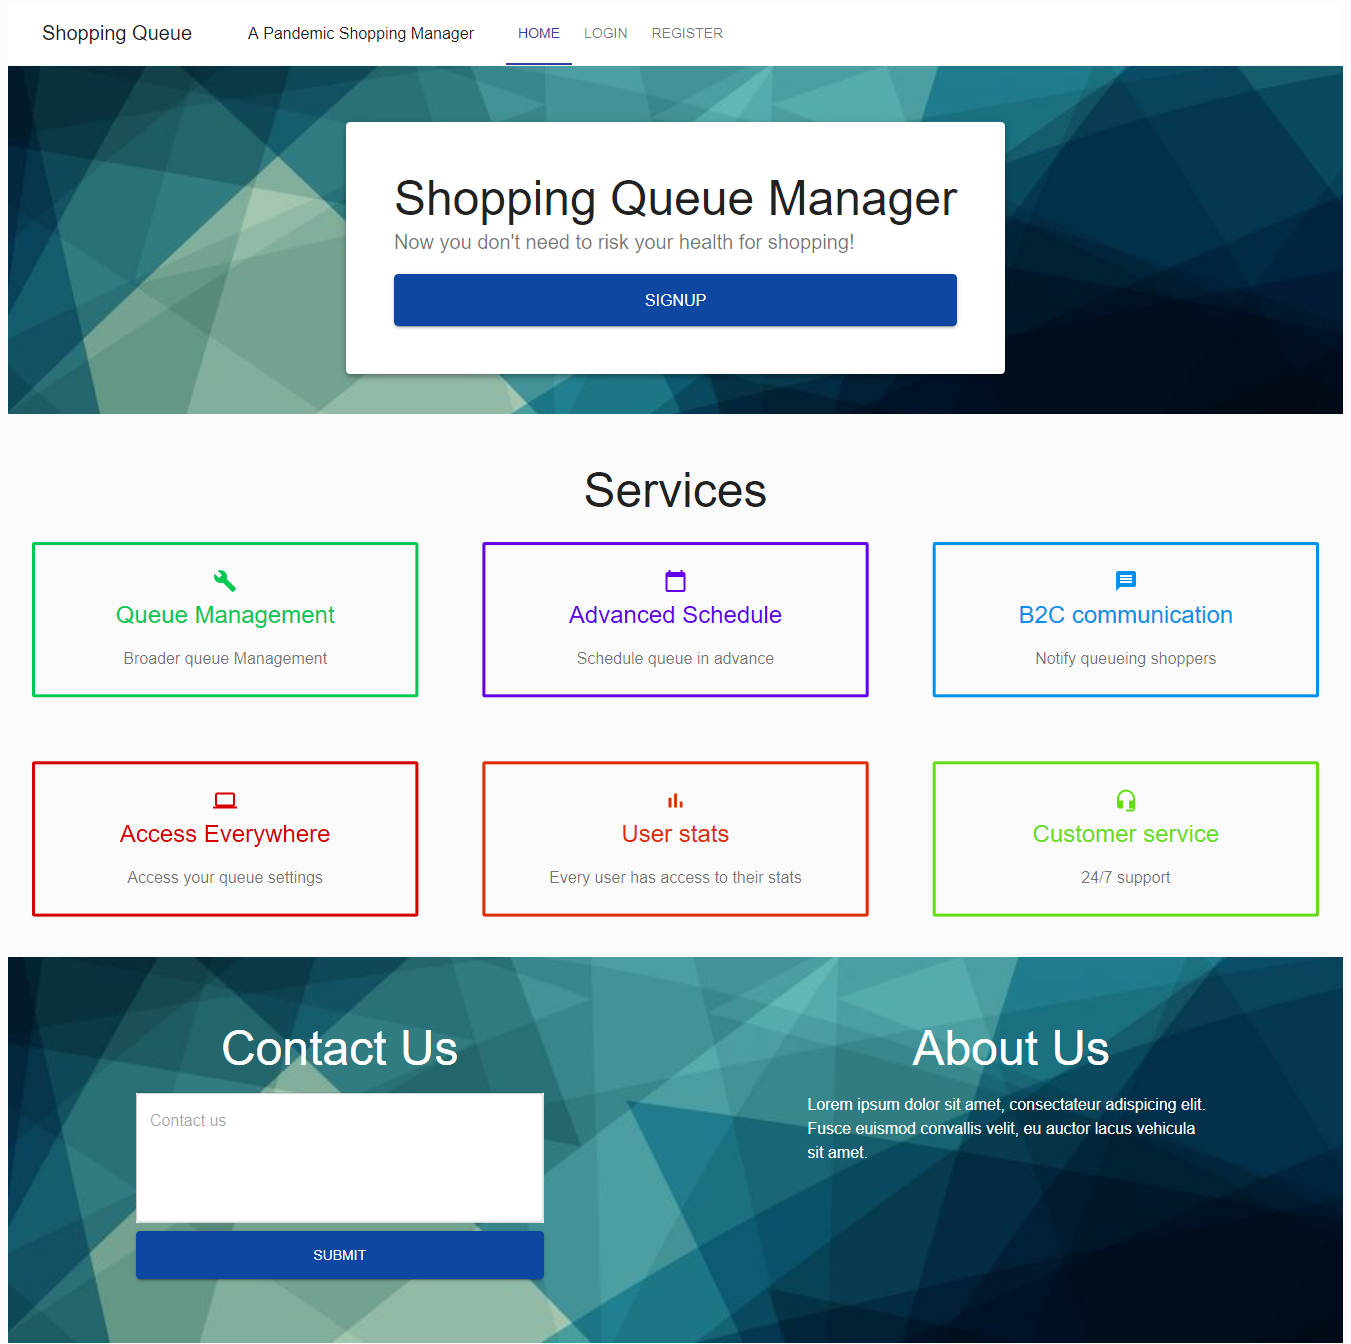 Shopping Queue
A Pandemic Shopping Manager
HOME
LOGIN
REGISTER
Shopping Queue Manager
Now you don't need to risk your health for shopping!
SIGNUP
Services
Queue Management
Broader queue Management
Advanced Schedule
Schedule queue in advance
B2C communication
Notify queueing shoppers
Access Everywhere
Access your queue settings
User stats
Every user has access to their stats
Customer service
24/7 support
Contact Us
Contact us
SUBMIT
About Us
Lorem ipsum dolor sit amet, consectateur adispicing elit.
Fusce euismod convallis velit, eu auctor lacus vehicula
sit amet.